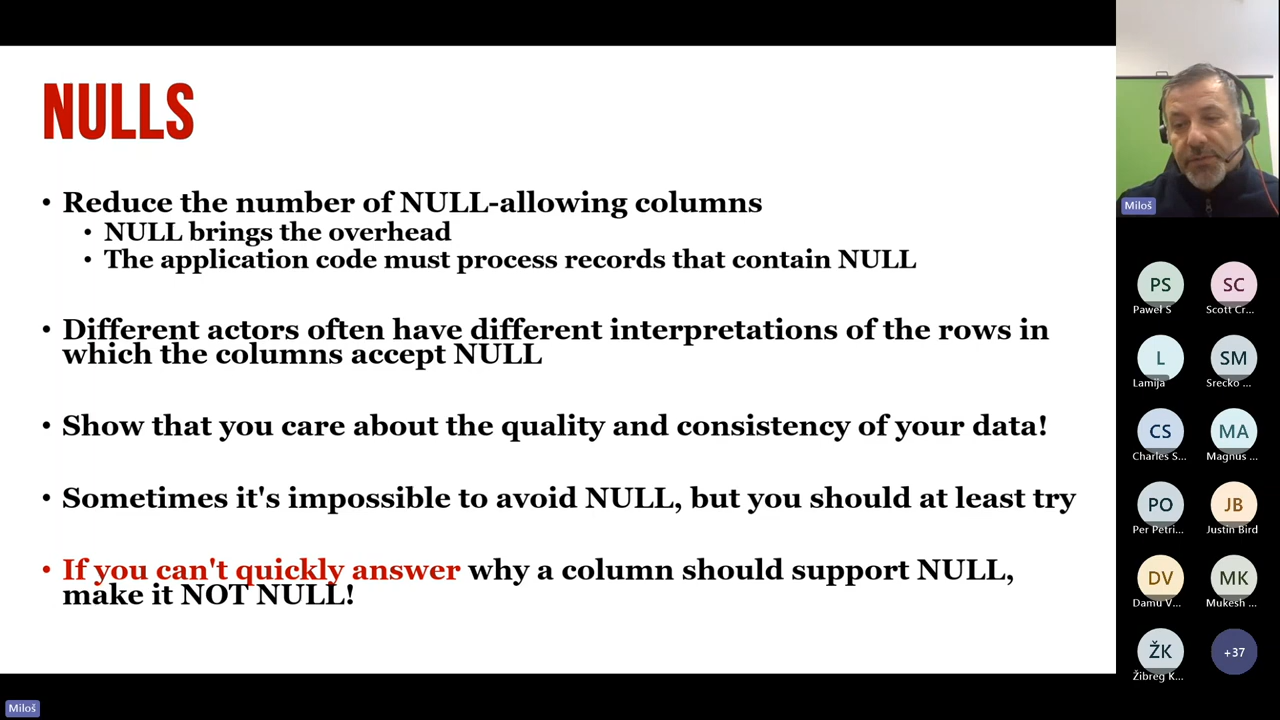 NULLS
• Reduce the number of NULL-allowing columns
• NULL brings the overhead
• The application code must process records that contain NULL
• Different actors often have different interpretations of the rows in
which the columns accept NULL
• Show that you care about the quality and consistency of your data!
• Sometimes it's impossible to avoid NULL, but you should at least try
• If you can't quickly answer why a column should support NULL,
make it NOT NULL!
Miloš
PS
SC
Paweł S
Scott Cr...
L
SM
Lamija
Srecko ...
CS
MA
Charles S...
Magnus ...
PO
JB
Per Petri...
Justin Bird
DV
MK
Damu V...
Mukesh ...
ŽK
+37
Žibreg K...
Miloš